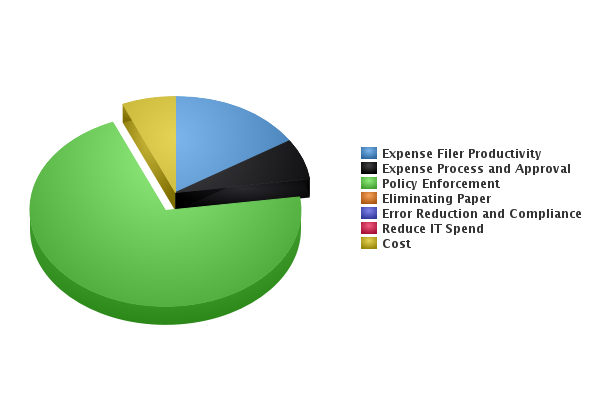 Expense Filer Productivity
Expense Process and Approval
Policy Enforcement
Eliminating Paper
Error Reduction and Compliance
Reduce IT Spend
Cost